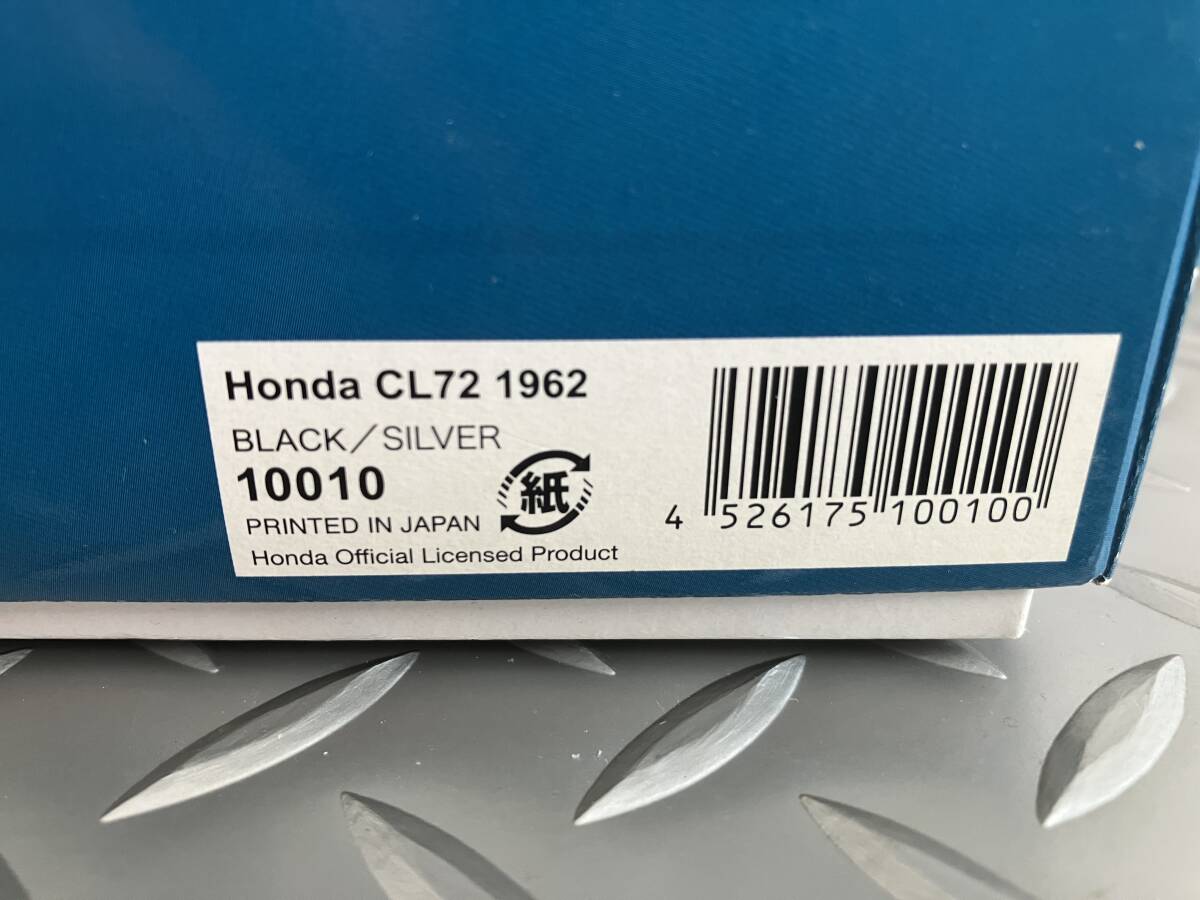 Honda CL72 1962
BLACK／SILVER
10010
紙
PRINTED IN JAPAN
Honda Official Licensed Product
4 526175 100100